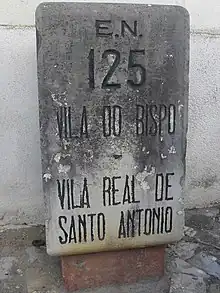 E.N.
125
VILA DO BISPO
-
VILA REAL DE
SANTO ANTONIO